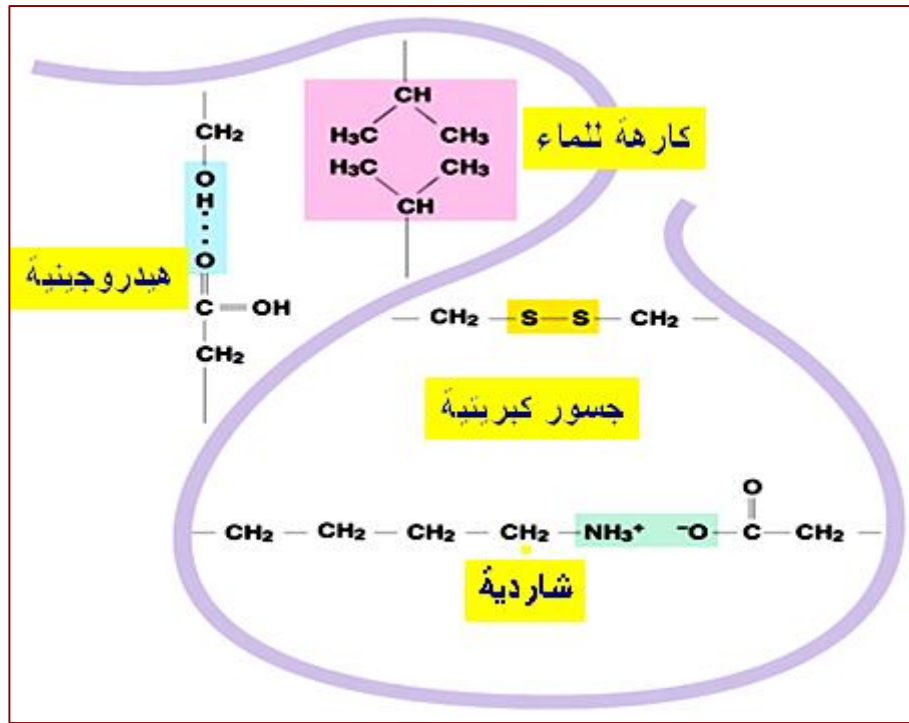 CH
H₃C CH₃
H₃C CH₃
CH
كارهة للماء
CH₂
OH
O
C OH
CH₂
هيدروجينية
CH₂ S S CH₂
جسور كبريتية
CH₂ CH₂ CH₂ CH₂ NH₃⁺ ⁻O C CH₂
O
شاردية